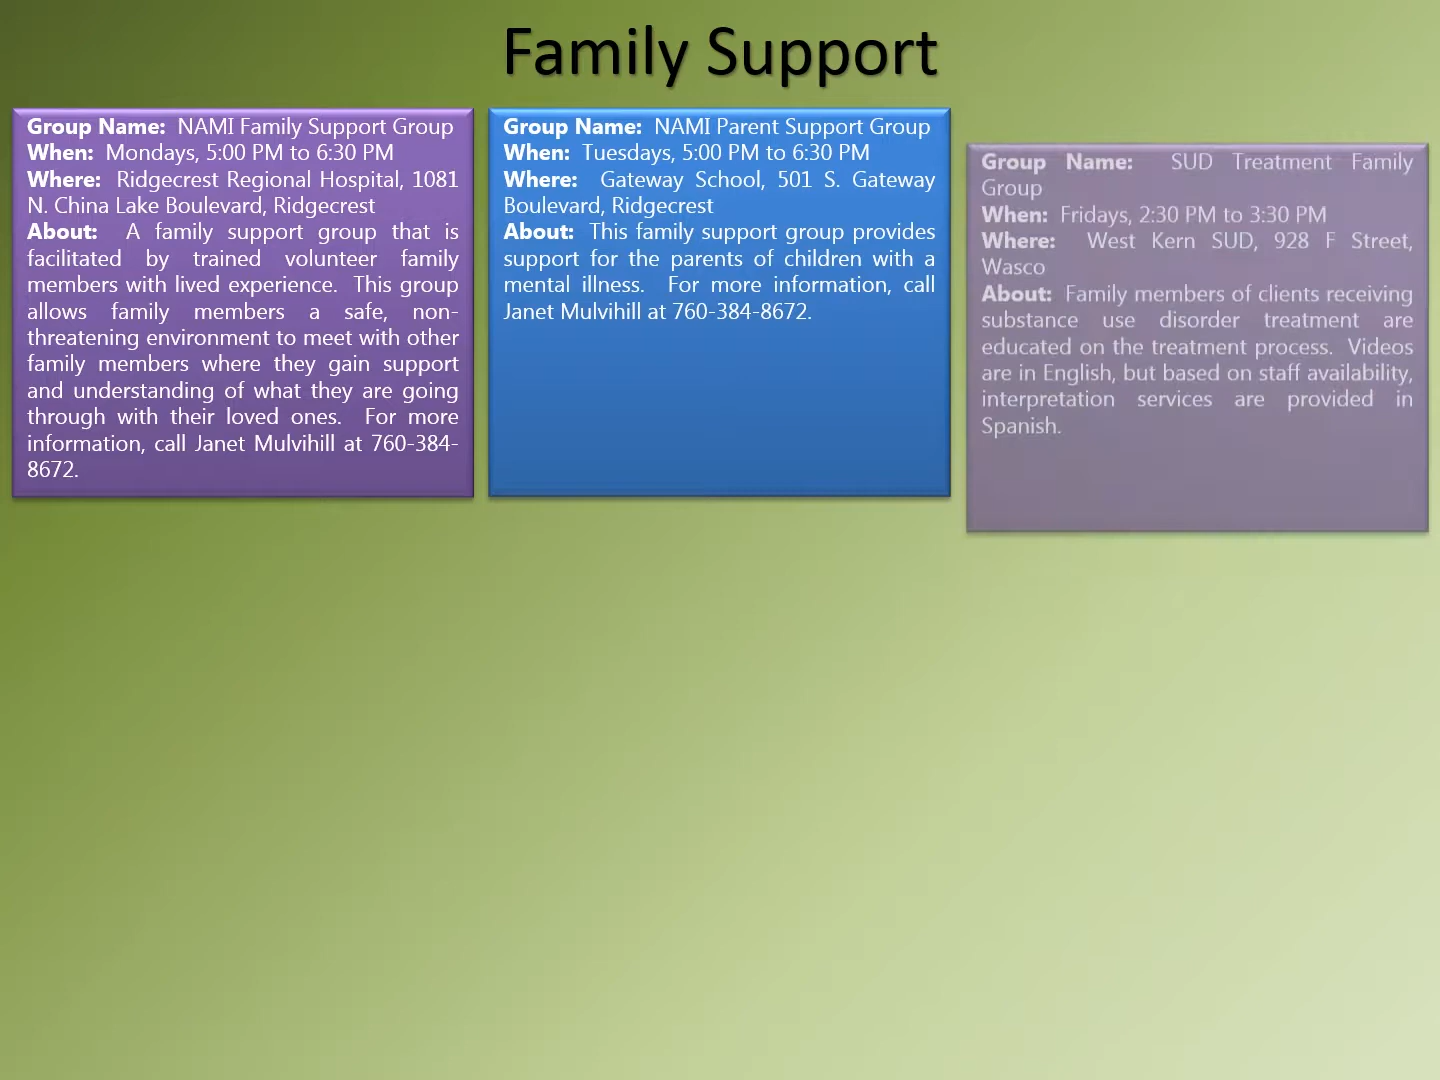 Family Support
Group Name: NAMI Family Support Group
When: Mondays, 5:00 PM to 6:30 PM
Where: Ridgecrest Regional Hospital, 1081
N. China Lake Boulevard, Ridgecrest
About: A family support group that is
facilitated by trained volunteer family
members with lived experience. This group
allows family members a safe, non-
threatening environment to meet with other
family members where they gain support
and understanding of what they are going
through with their loved ones. For more
information, call Janet Mulvihill at 760-384-
8672.
Group Name: NAMI Parent Support Group
When: Tuesdays, 5:00 PM to 6:30 PM
Where: Gateway School, 501 S. Gateway
Boulevard, Ridgecrest
About: This family support group provides
support for the parents of children with a
mental illness. For more information, call
Janet Mulvihill at 760-384-8672.
Group Name: SUD Treatment Family
Group
When: Fridays, 2:30 PM to 3:30 PM
Where: West Kern SUD, 928 F Street,
Wasco
About: Family members of clients receiving
substance use disorder treatment are
educated on the treatment process. Videos
are in English, but based on staff availability,
interpretation services are provided in
Spanish.